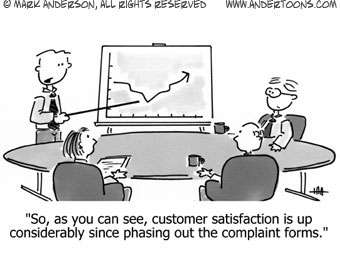 © MARK ANDERSON, ALL RIGHTS RESERVED WWW.ANDERTOONS.COM
"So, as you can see, customer satisfaction is up
considerably since phasing out the complaint forms."